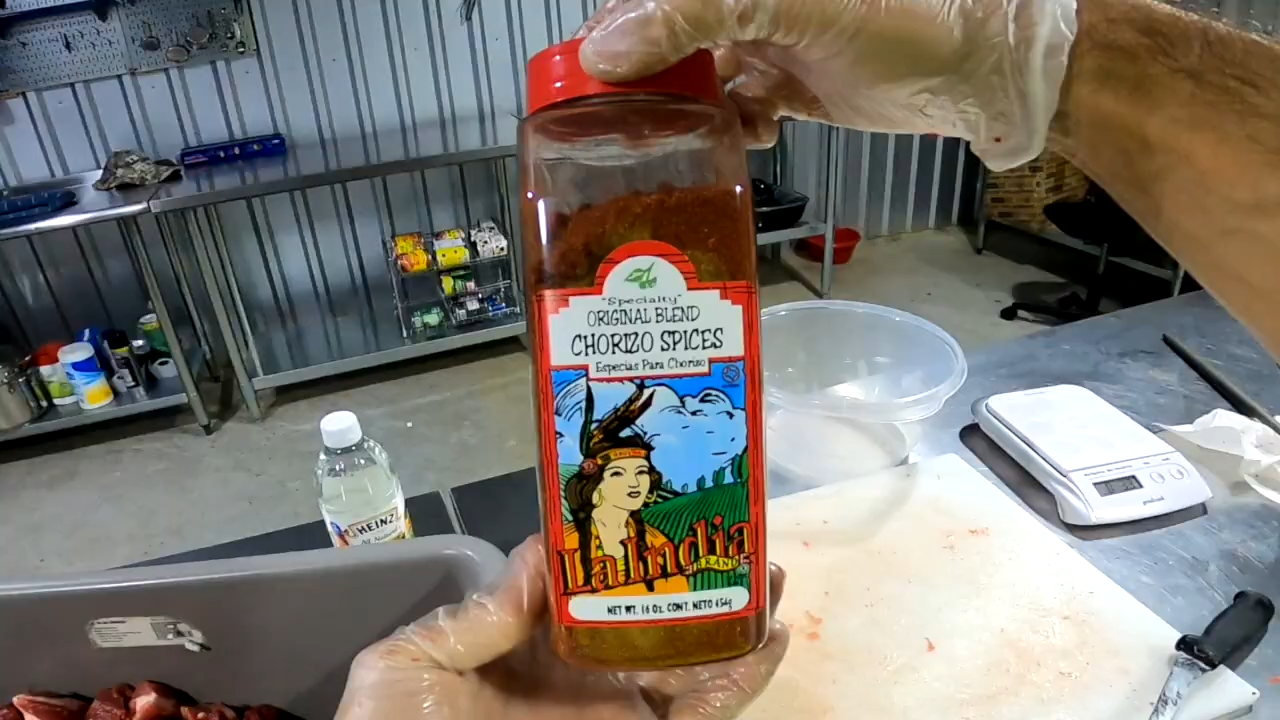 "Specialty"
ORIGINAL BLEND
CHORIZO SPICES
Especias Para Chorizo
La India
BRAND
NET WT. 16 Oz. CONT. NETO 454g
HEINZ